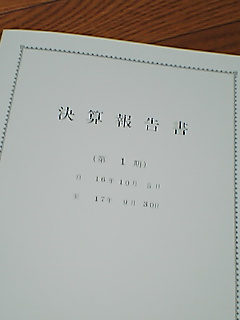 決算報告書
(第 1 期)
自 16年10月 5日
至 17年 9月30日